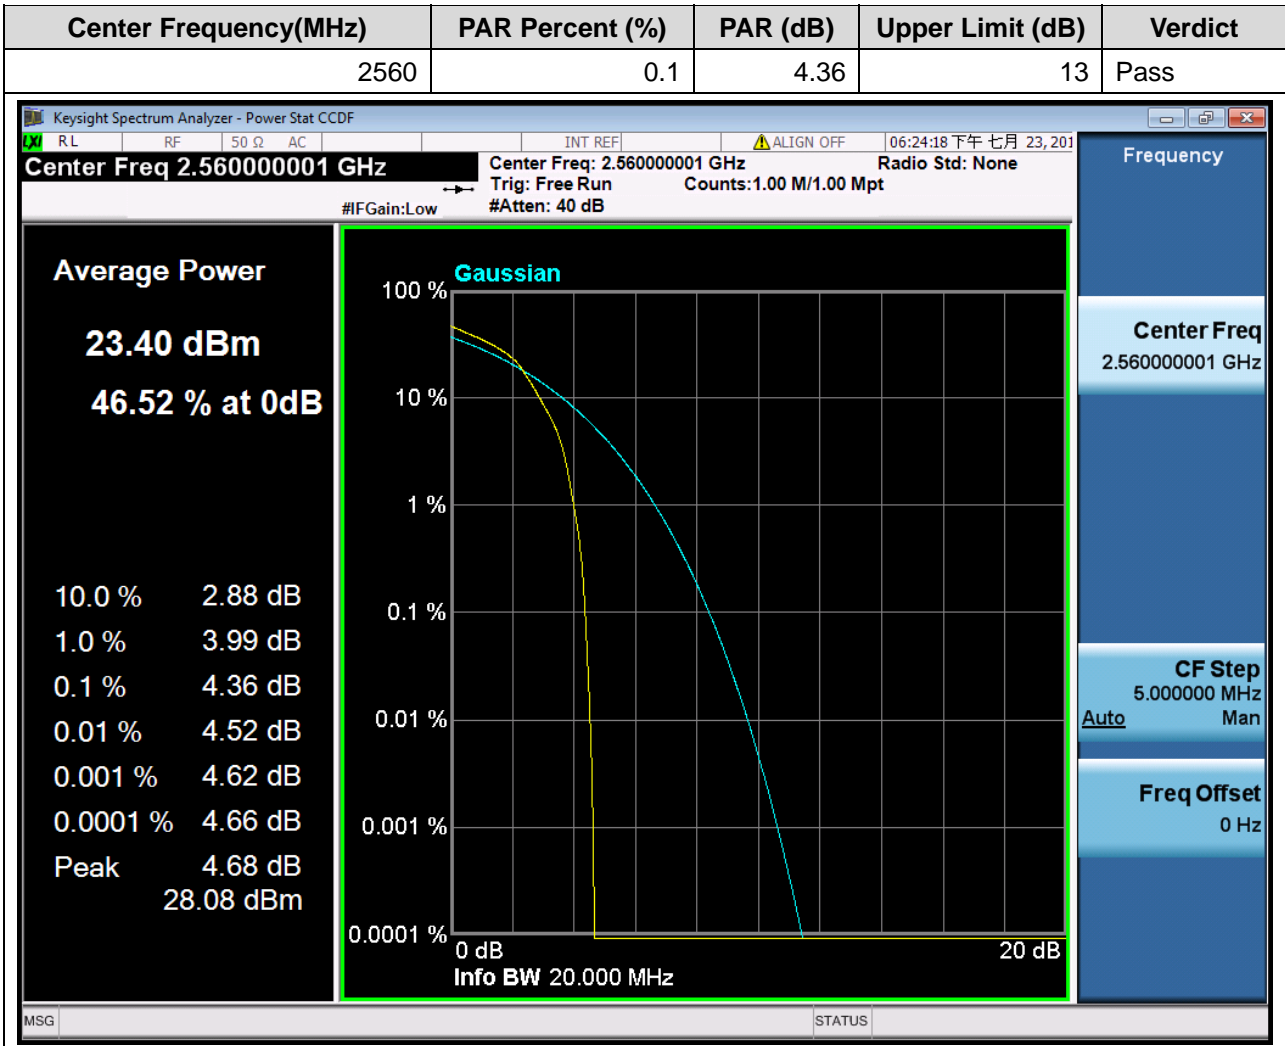 Center Frequency(MHz) PAR Percent (%) PAR (dB) Upper Limit (dB) Verdict
2560 0.1 4.36 13 Pass
Keysight Spectrum Analyzer - Power Stat CCDF
LXI RL RF 50 Ω AC INT REF ALIGN OFF 06:24:18 下午 七月 23, 201
Center Freq 2.560000001 GHz
Center Freq: 2.560000001 GHz Radio Std: None
Trig: Free Run Counts:1.00 M/1.00 Mpt
#IFGain:Low #Atten: 40 dB
Average Power
23.40 dBm
46.52 % at 0dB
10.0 % 2.88 dB
1.0 % 3.99 dB
0.1 % 4.36 dB
0.01 % 4.52 dB
0.001 % 4.62 dB
0.0001 % 4.66 dB
Peak 4.68 dB
28.08 dBm
Gaussian
100 %
10 %
1 %
0.1 %
0.01 %
0.001 %
0.0001 %
0 dB 20 dB
Info BW 20.000 MHz
Frequency
Center Freq
2.560000001 GHz
CF Step
5.000000 MHz
Auto Man
Freq Offset
0 Hz
MSG STATUS